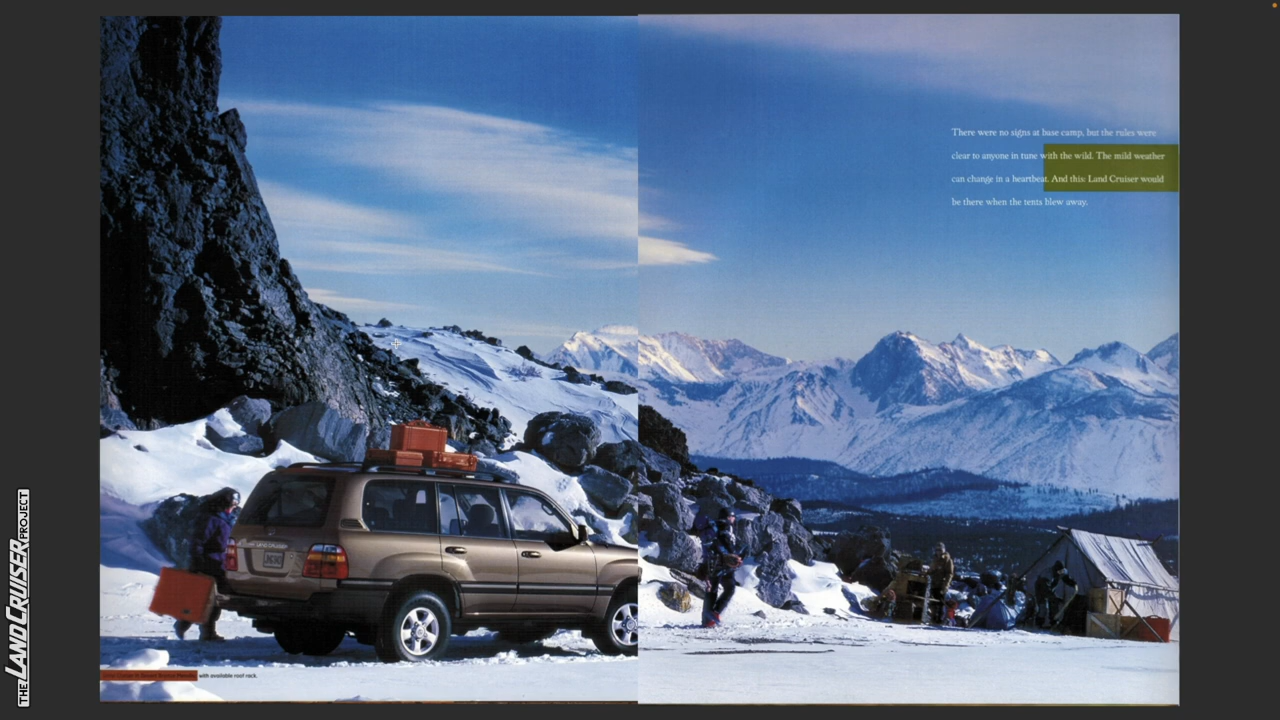 There were no signs at base camp, but the rules were
clear to anyone in tune with the wild. The mild weather
can change in a heartbeat. And this: Land Cruiser would
be there when the tents blew away.
with available roof rack.
THE LAND CRUISER PROJECT